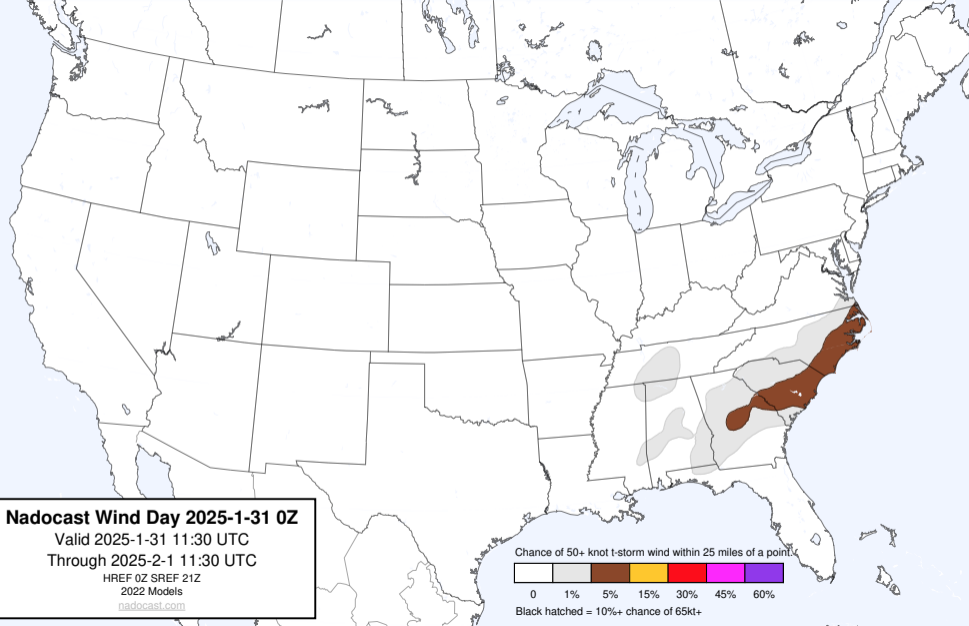 Nadocast Wind Day 2025-1-31 0Z
Valid 2025-1-31 11:30 UTC
Through 2025-2-1 11:30 UTC
HREF 0Z SREF 21Z
2022 Models
nadocast.com
Chance of 50+ knot t-storm wind within 25 miles of a point.
0 1% 5% 15% 30% 45% 60%
Black hatched = 10%+ chance of 65kt+